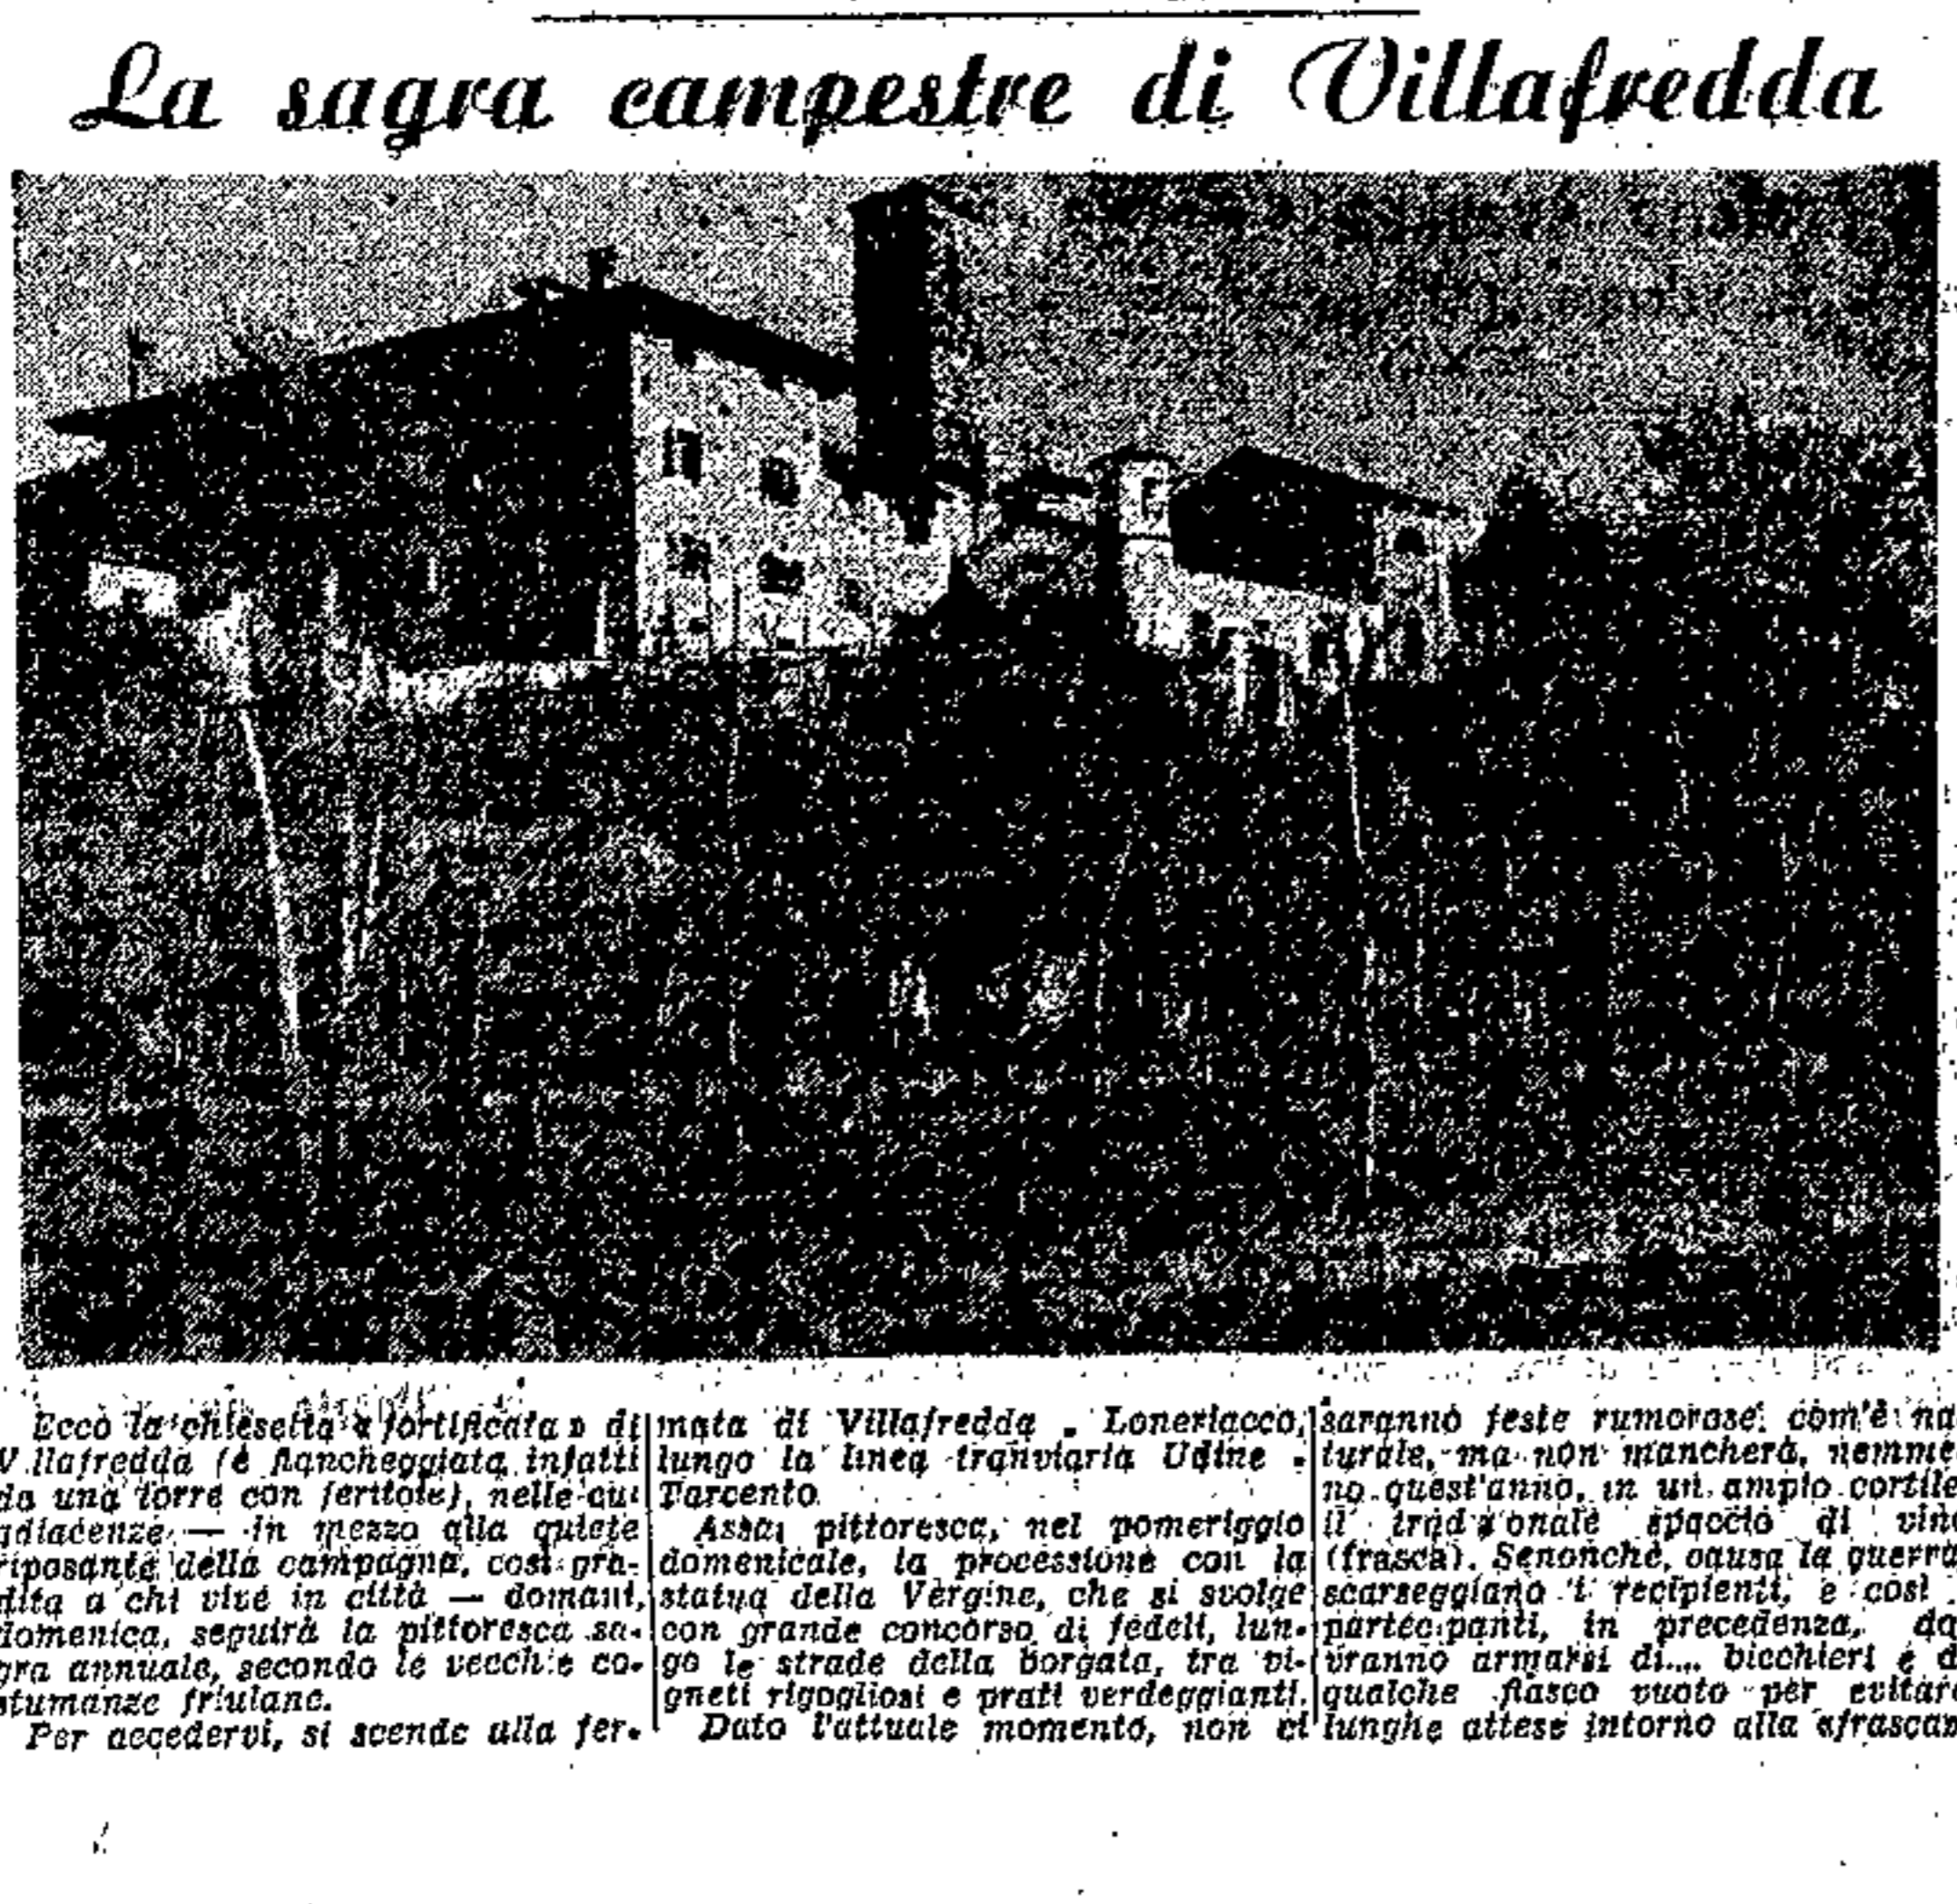 La sagra campestre di Villafredda
Ecco la chiesetta « fortificata » di
Villafredda (è fiancheggiata infatti
da una torre con feritoie), nelle cui
adiacenze — in mezzo alla quiete
riposante della campagna, così gra-
dita a chi vive in città — domani,
domenica, seguirà la pittoresca sa-
gra annuale, secondo le vecchie co-
stumanze friulane.
Per accedervi, si scende alla fer-
mata di Villafredda - Loneriacco,
lungo la linea tranviaria Udine -
Tarcento.
Assai pittoresca, nel pomeriggio
domenicale, la processione con la
statua della Vergine, che si svolge
con grande concorso di fedeli, lun-
go le strade della borgata, tra vi-
gneti rigogliosi e prati verdeggianti.
Dato l'attuale momento, non ci
saranno feste rumorose, com'è na-
turale, ma non mancherà, nemme-
no quest'anno, in un ampio cortile
il tradizionale spaccio di vino
(frasca). Senonchè, causa la guerra
scarseggiano i recipienti, e così i
partecipanti, in precedenza, do-
vranno armarsi di.... bicchieri e di
qualche fiasco vuoto per evitare
lunghe attese intorno alla «frasca»